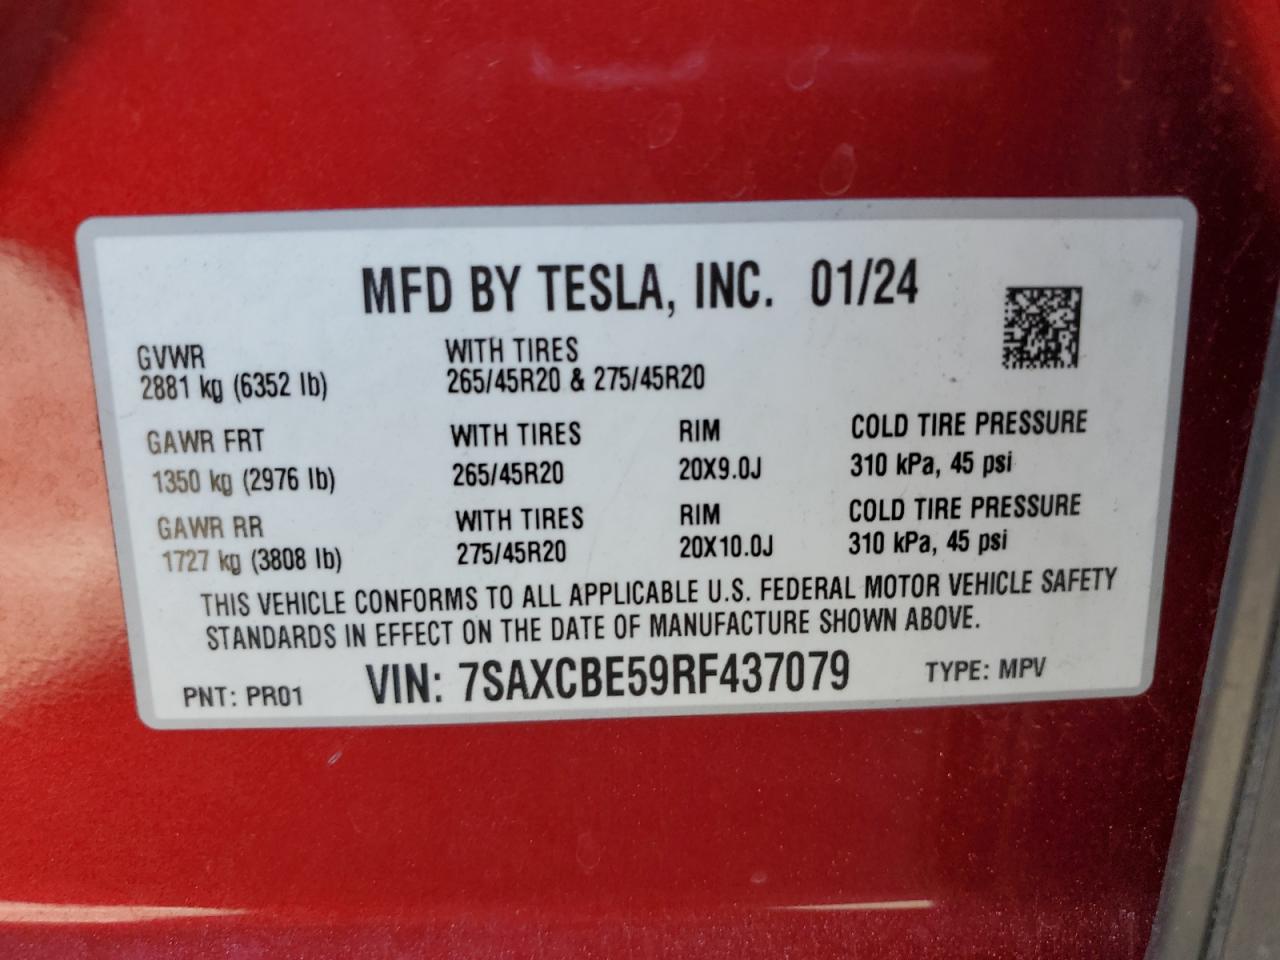 MFD BY TESLA, INC. 01/24
GVWR WITH TIRES
2881 kg (6352 lb) 265/45R20 & 275/45R20
GAWR FRT WITH TIRES RIM COLD TIRE PRESSURE
1350 kg (2976 lb) 265/45R20 20X9.0J 310 kPa, 45 psi
GAWR RR WITH TIRES RIM COLD TIRE PRESSURE
1727 kg (3808 lb) 275/45R20 20X10.0J 310 kPa, 45 psi
THIS VEHICLE CONFORMS TO ALL APPLICABLE U.S. FEDERAL MOTOR VEHICLE SAFETY
STANDARDS IN EFFECT ON THE DATE OF MANUFACTURE SHOWN ABOVE.
PNT: PR01 VIN: 7SAXCBE59RF437079 TYPE: MPV